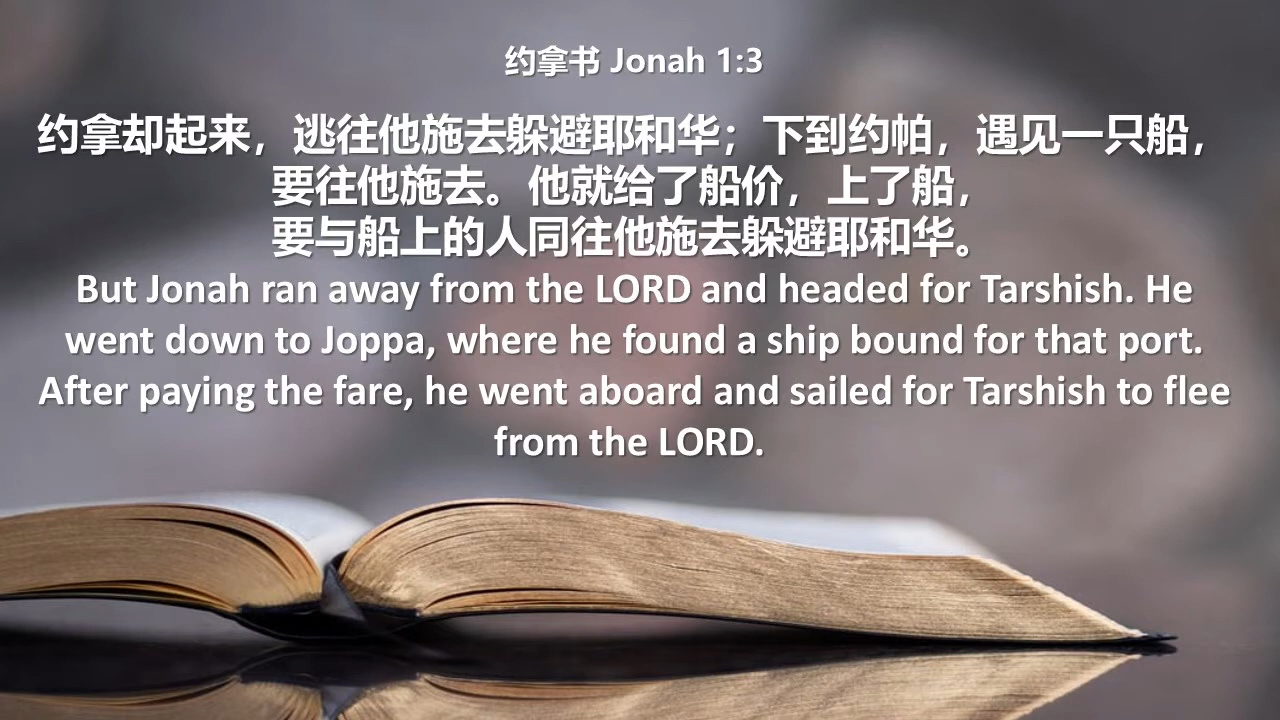 约拿书 Jonah 1:3
约拿却起来，逃往他施去躲避耶和华；下到约帕，遇见一只船，
要往他施去。他就给了船价，上了船，
要与船上的人同往他施去躲避耶和华。
But Jonah ran away from the LORD and headed for Tarshish. He
went down to Joppa, where he found a ship bound for that port.
After paying the fare, he went aboard and sailed for Tarshish to flee
from the LORD.